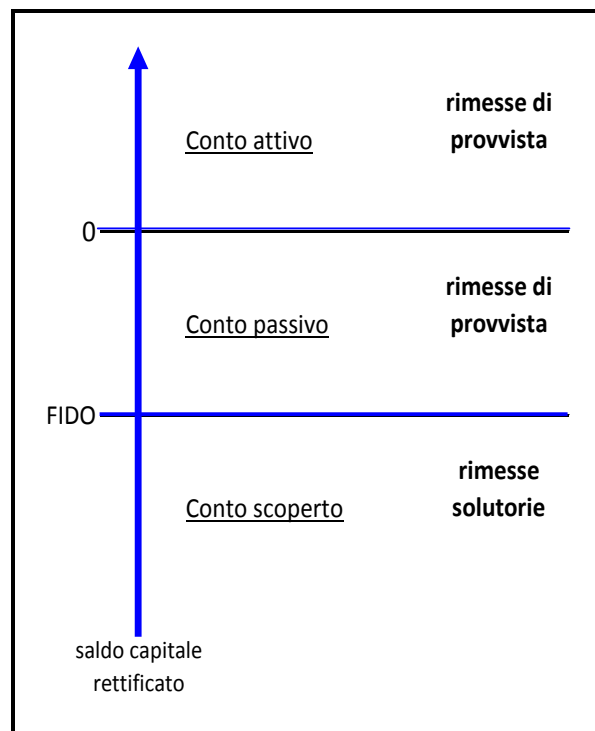 rimesse di
provvista
Conto attivo
0
rimesse di
provvista
Conto passivo
FIDO
rimesse
solutorie
Conto scoperto
saldo capitale
rettificato